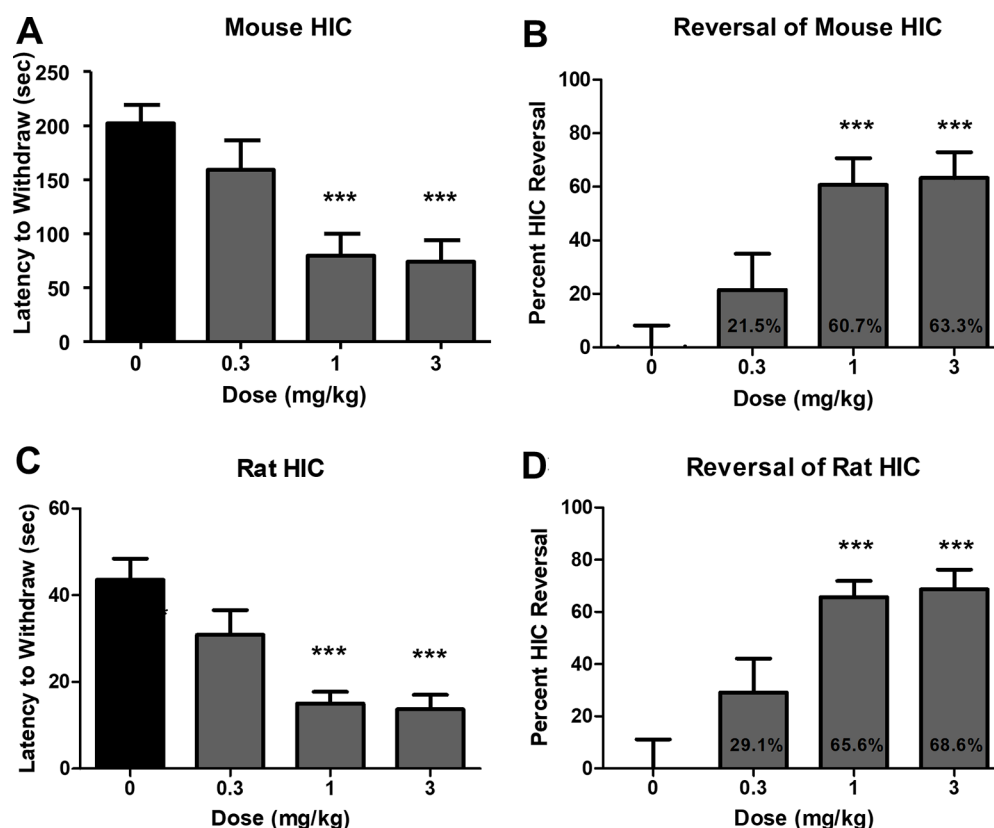 A
Mouse HIC
Latency to Withdraw (sec)
250
200
150
100
50
0
***
***
0 0.3 1 3
Dose (mg/kg)
B
Reversal of Mouse HIC
Percent HIC Reversal
100
80
60
40
20
0
***
***
21.5% 60.7% 63.3%
0 0.3 1 3
Dose (mg/kg)
C
Rat HIC
Latency to Withdraw (sec)
60
40
20
0
***
***
0 0.3 1 3
Dose (mg/kg)
D
Reversal of Rat HIC
Percent HIC Reversal
100
80
60
40
20
0
***
***
29.1% 65.6% 68.6%
0 0.3 1 3
Dose (mg/kg)